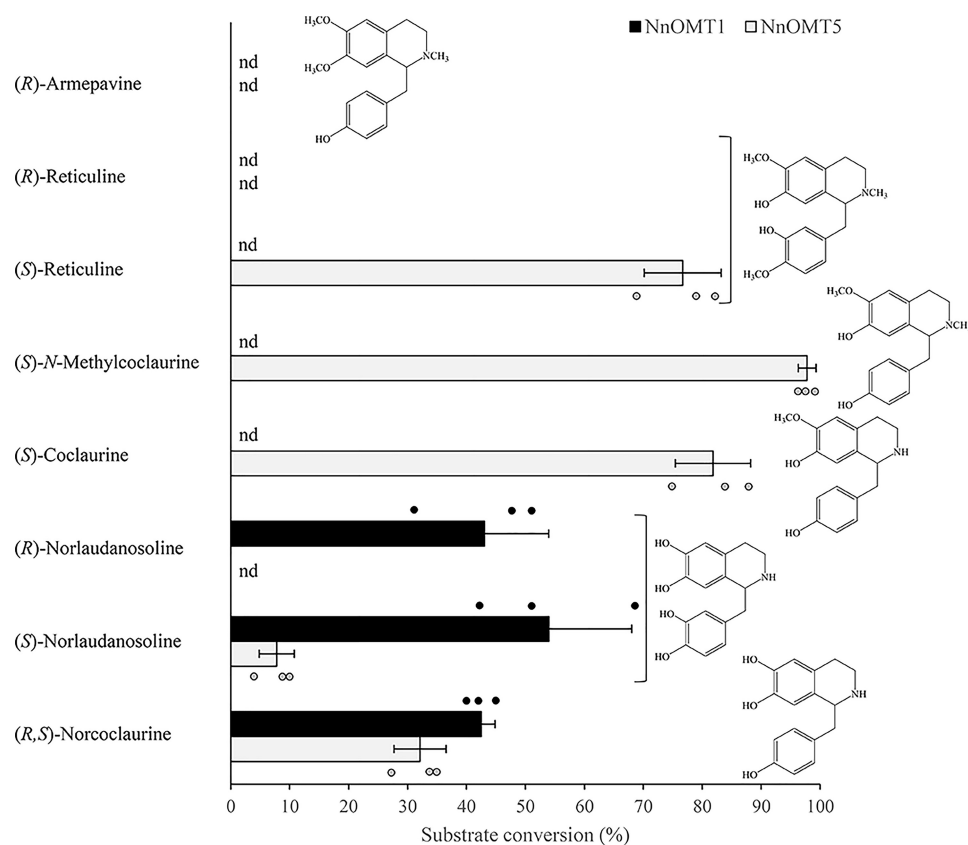 NnOMT1 NnOMT5
H₃CO
H₃CO
NCH₃
HO
nd
nd
(R)-Armepavine
nd
nd
(R)-Reticuline
H₃CO
HO
NCH₃
HO
H₃CO
nd
(S)-Reticuline
H₃CO
HO
NCH
HO
nd
(S)-N-Methylcoclaurine
H₃CO
HO
NH
HO
nd
(S)-Coclaurine
(R)-Norlaudanosoline
nd
HO
HO
NH
HO
HO
(S)-Norlaudanosoline
HO
HO
NH
HO
(R,S)-Norcoclaurine
0 10 20 30 40 50 60 70 80 90 100
Substrate conversion (%)